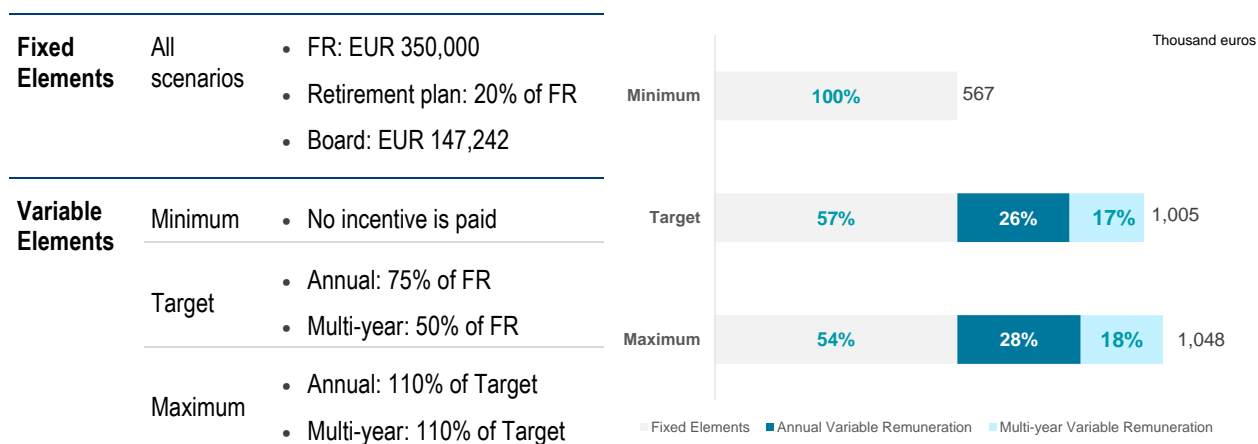 Fixed Elements
All scenarios
• FR: EUR 350,000
• Retirement plan: 20% of FR
• Board: EUR 147,242
Variable Elements
Minimum
• No incentive is paid
Target
• Annual: 75% of FR
• Multi-year: 50% of FR
Maximum
• Annual: 110% of Target
• Multi-year: 110% of Target
Thousand euros
Minimum 100% 567
Target 57% 26% 17% 1,005
Maximum 54% 28% 18% 1,048
Fixed Elements Annual Variable Remuneration Multi-year Variable Remuneration